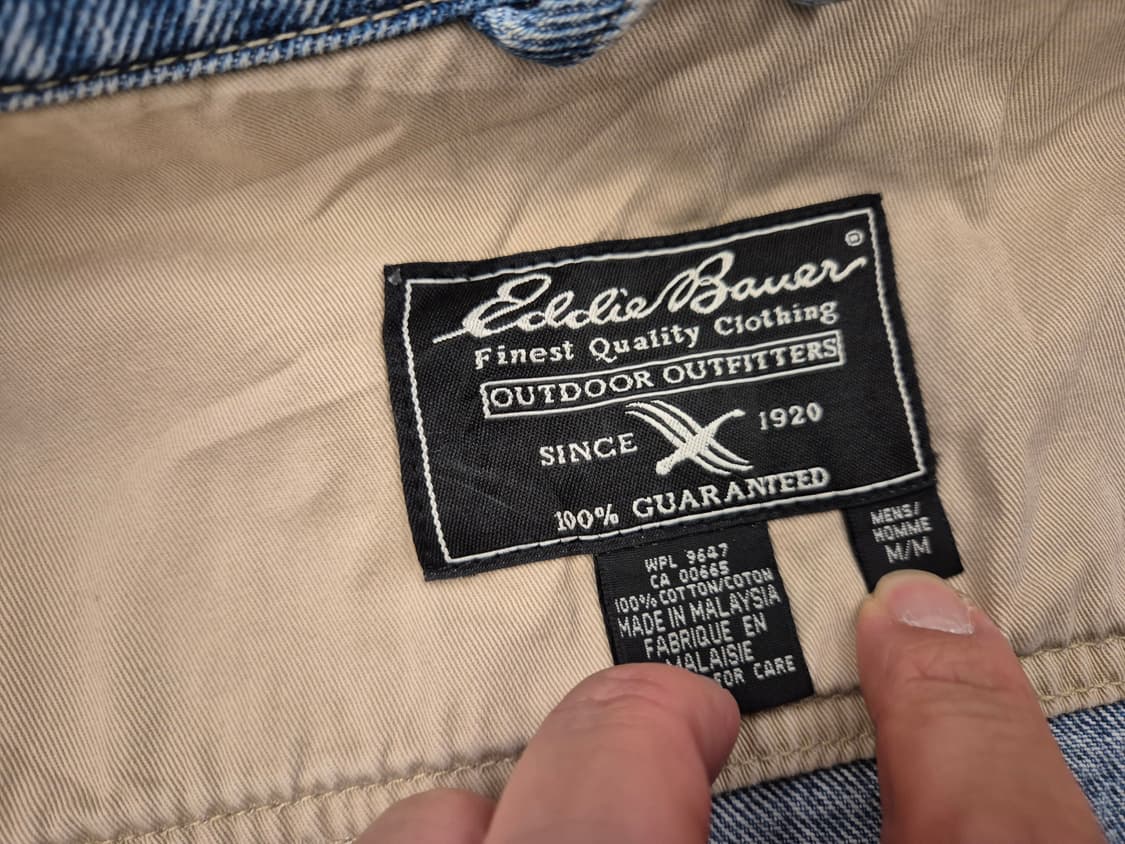 Eddie Bauer®
Finest Quality Clothing
OUTDOOR OUTFITTERS
SINCE 1920
100% GUARANTEED
MENS/
HOMME
M/M
WPL 9647
CA 00665
100% COTTON/COTON
MADE IN MALAYSIA
FABRIQUE EN
MALAISIE
FOR CARE